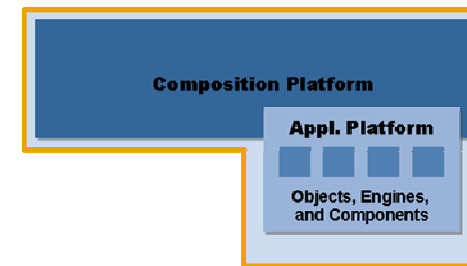 Composition Platform
Appl. Platform
Objects, Engines,
and Components